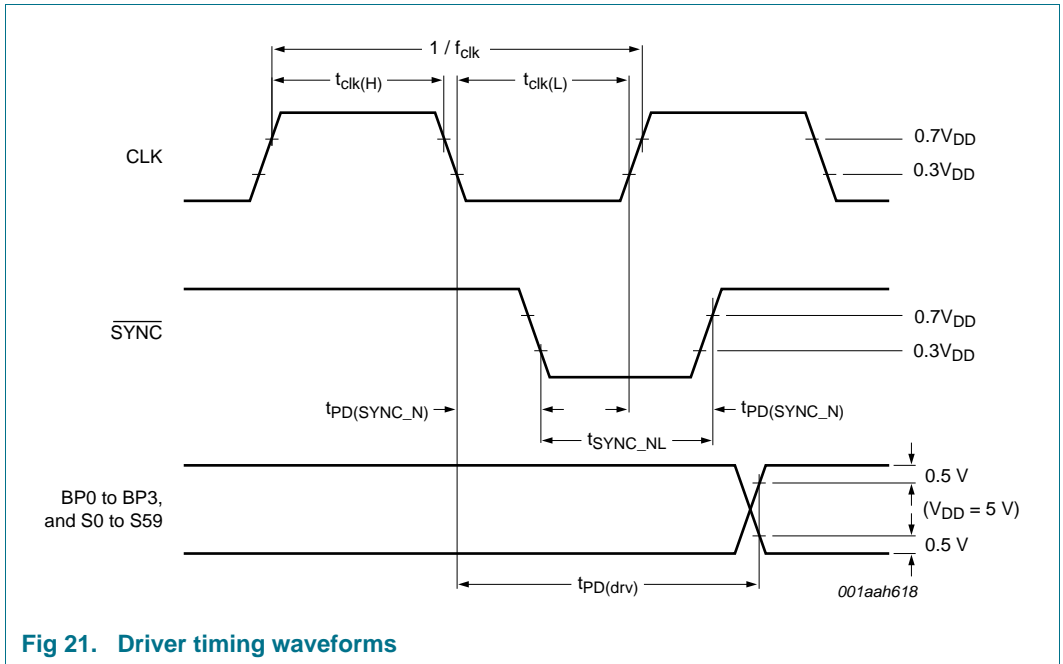 1 / fclk
tclk(H)
tclk(L)
CLK
0.7VDD
0.3VDD
SYNC
0.7VDD
0.3VDD
tPD(SYNC_N)
tPD(SYNC_N)
tSYNC_NL
BP0 to BP3,
and S0 to S59
0.5 V
(VDD = 5 V)
0.5 V
tPD(drv)
001aah618
Fig 21. Driver timing waveforms